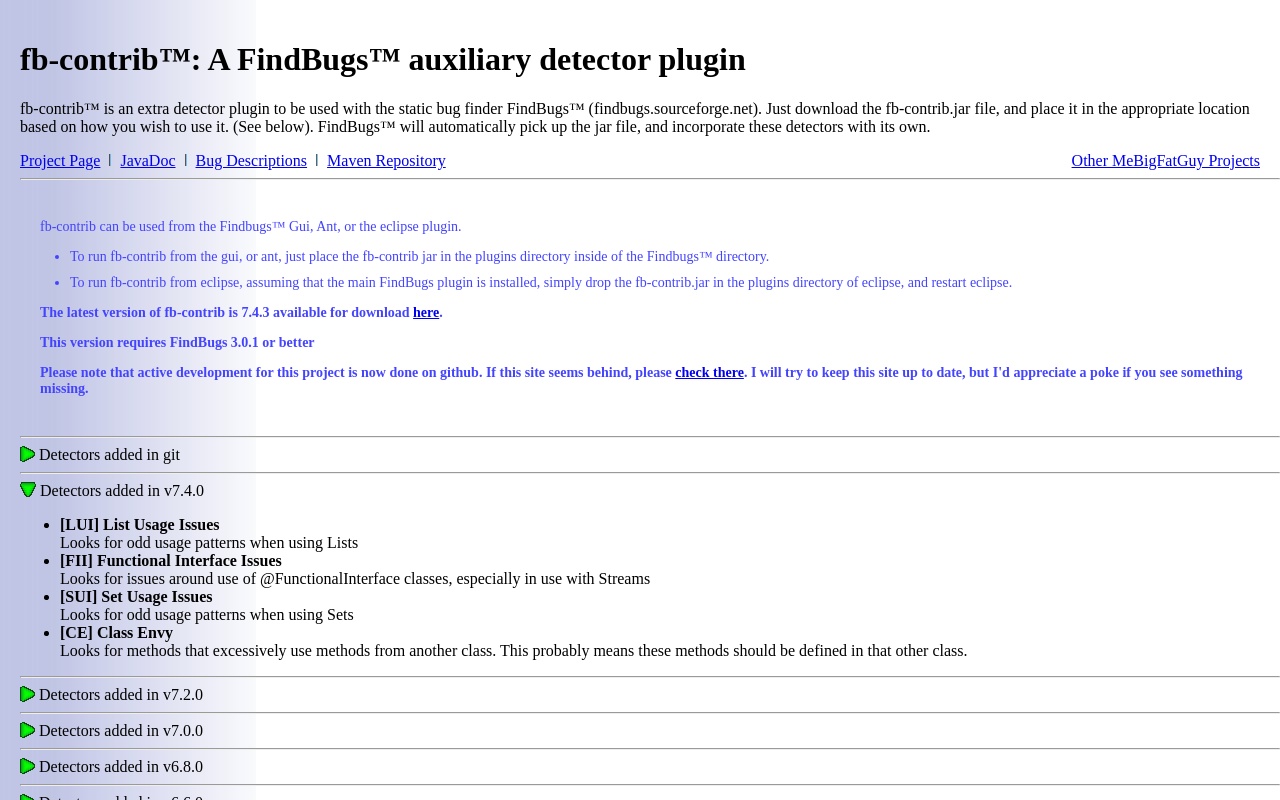 fb-contrib™: A FindBugs™ auxiliary detector plugin
fb-contrib™ is an extra detector plugin to be used with the static bug finder FindBugs™ (findbugs.sourceforge.net). Just download the fb-contrib.jar file, and place it in the appropriate location
based on how you wish to use it. (See below). FindBugs™ will automatically pick up the jar file, and incorporate these detectors with its own.
Project Page | JavaDoc | Bug Descriptions | Maven Repository Other MeBigFatGuy Projects
fb-contrib can be used from the Findbugs™ Gui, Ant, or the eclipse plugin.
• To run fb-contrib from the gui, or ant, just place the fb-contrib jar in the plugins directory inside of the Findbugs™ directory.
• To run fb-contrib from eclipse, assuming that the main FindBugs plugin is installed, simply drop the fb-contrib.jar in the plugins directory of eclipse, and restart eclipse.
The latest version of fb-contrib is 7.4.3 available for download here.
This version requires FindBugs 3.0.1 or better
Please note that active development for this project is now done on github. If this site seems behind, please check there. I will try to keep this site up to date, but I'd appreciate a poke if you see something
missing.
Detectors added in git
Detectors added in v7.4.0
• [LUI] List Usage Issues
Looks for odd usage patterns when using Lists
• [FII] Functional Interface Issues
Looks for issues around use of @FunctionalInterface classes, especially in use with Streams
• [SUI] Set Usage Issues
Looks for odd usage patterns when using Sets
• [CE] Class Envy
Looks for methods that excessively use methods from another class. This probably means these methods should be defined in that other class.
Detectors added in v7.2.0
Detectors added in v7.0.0
Detectors added in v6.8.0
Detectors added in v6.6.0